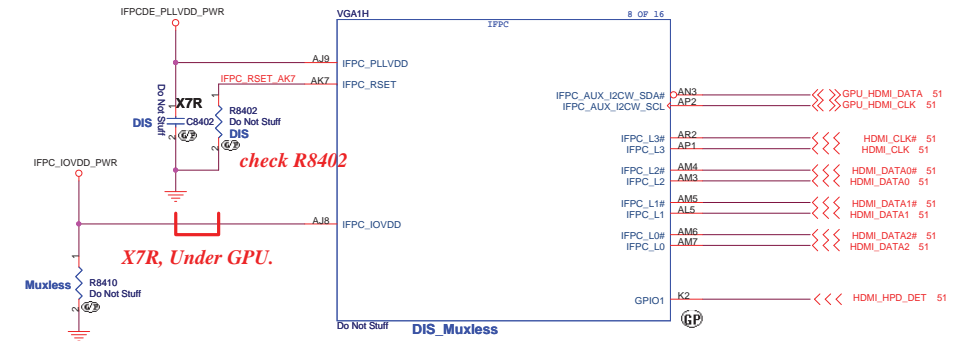 IFPCDE_PLLVDD_PWR
VGA1H
IFPC
8 OF 16
AJ9
IFPC_PLLVDD
IFPC_RSET_AK7
AK7
IFPC_RSET
Do Not Stuff
1
X7R
DIS
C8402
2
GP
1
R8402
Do Not Stuff
DIS
2
GP
check R8402
IFPC_AUX_I2CW_SDA#
AN3
GPU_HDMI_DATA 51
IFPC_AUX_I2CW_SCL
AP2
GPU_HDMI_CLK 51
IFPC_L3#
AR2
HDMI_CLK# 51
IFPC_L3
AP1
HDMI_CLK 51
IFPC_L2#
AM4
HDMI_DATA0# 51
IFPC_L2
AM3
HDMI_DATA0 51
IFPC_L1#
AM5
HDMI_DATA1# 51
IFPC_L1
AL5
HDMI_DATA1 51
IFPC_L0#
AM6
HDMI_DATA2# 51
IFPC_L0
AM7
HDMI_DATA2 51
GPIO1
K2
HDMI_HPD_DET 51
IFPC_IOVDD_PWR
AJ8
IFPC_IOVDD
X7R, Under GPU.
1
Muxless
R8410
Do Not Stuff
2
GP
Do Not Stuff
DIS_Muxless
GP